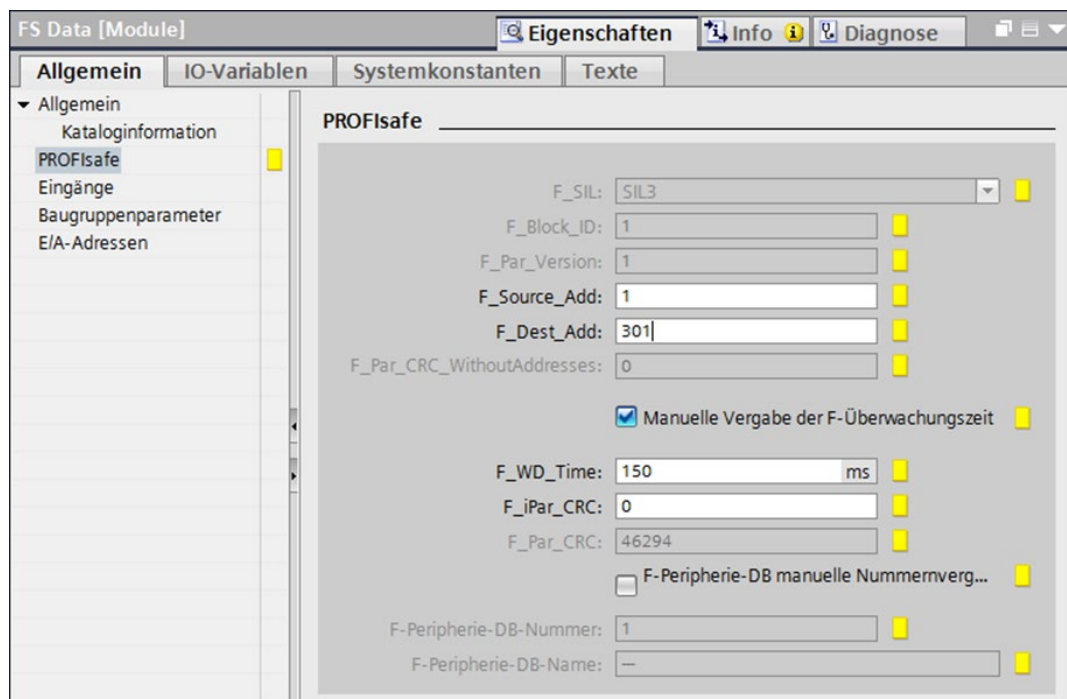 FS Data [Module]
Eigenschaften
Info
Diagnose
Allgemein
IO-Variablen
Systemkonstanten
Texte
Allgemein
Kataloginformation
PROFIsafe
Eingänge
Baugruppenparameter
E/A-Adressen
PROFIsafe
F_SIL: SIL3
F_Block_ID: 1
F_Par_Version: 1
F_Source_Add: 1
F_Dest_Add: 301
F_Par_CRC_WithoutAddresses: 0
Manuelle Vergabe der F-Überwachungszeit
F_WD_Time: 150 ms
F_iPar_CRC: 0
F_Par_CRC: 46294
F-Peripherie-DB manuelle Nummernverg...
F-Peripherie-DB-Nummer: 1
F-Peripherie-DB-Name: —